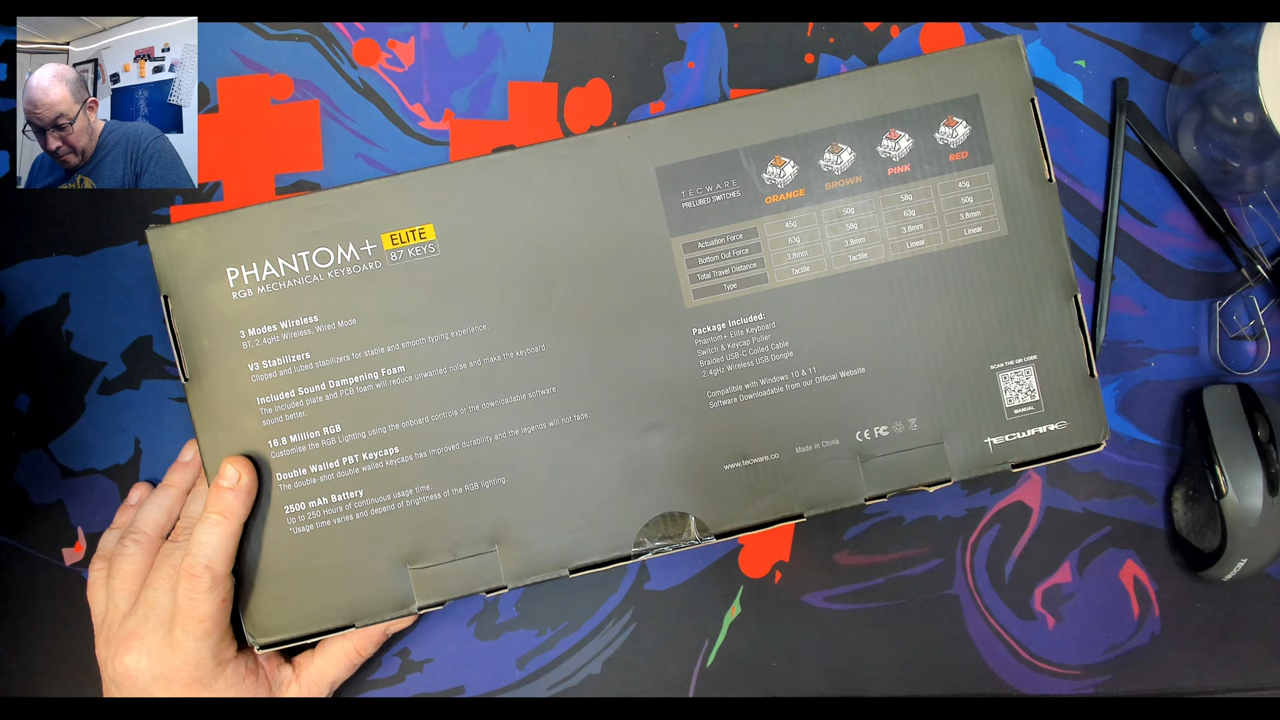 PHANTOM+ ELITE
87 KEYS
RGB MECHANICAL KEYBOARD
3 Modes Wireless
BT, 2.4gHz Wireless, Wired Mode
V3 Stabilizers
Clipped and lubed stabilizers for stable and smooth typing experience.
Included Sound Dampening Foam
The included plate and PCB foam will reduce unwanted noise and make the keyboard
sound better.
16.8 Million RGB
Customise the RGB Lighting using the onboard controls or the downloadable software.
Double Walled PBT Keycaps
The double-shot double walled keycaps has improved durability and the legends will not fade.
2500 mAh Battery
Up to 250 Hours of continuous usage time.
*Usage time varies and depend of brightness of the RGB lighting.
TECWARE
PRELUBED SWITCHES
ORANGE BROWN PINK RED
Actuation Force 45g 50g 58g 45g
Bottom Out Force 63g 58g 63g 50g
Total Travel Distance 3.8mm 3.8mm 3.8mm 3.8mm
Type Tactile Tactile Linear Linear
Package Included:
Phantom+ Elite Keyboard
Switch & Keycap Puller
Braided USB-C Coiled Cable
2.4gHz Wireless USB Dongle
Compatible with Windows 10 & 11
Software Downloadable from our Official Website
SCAN THE QR CODE
MANUAL
www.tecware.co Made in China CE FC
TECWARE
TECKNET